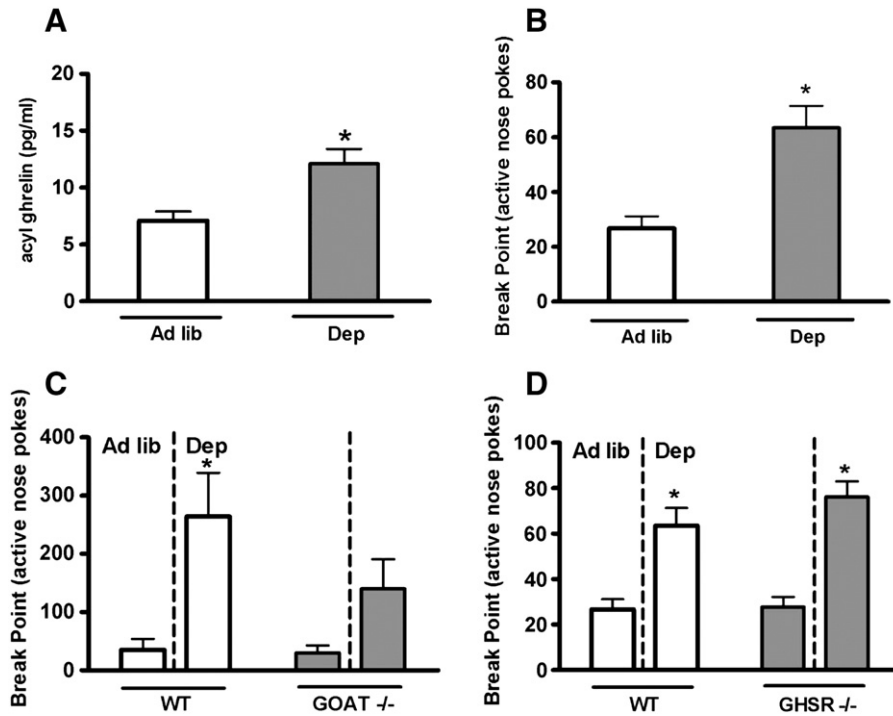 A
acyl ghrelin (pg/ml)
20
15
10
5
0
*
Ad lib
Dep
B
Break Point (active nose pokes)
80
60
40
20
0
*
Ad lib
Dep
C
Break Point (active nose pokes)
400
300
200
100
0
Ad lib
Dep
*
WT
GOAT -/-
D
Break Point (active nose pokes)
100
80
60
40
20
0
Ad lib
Dep
*
*
WT
GHSR -/-